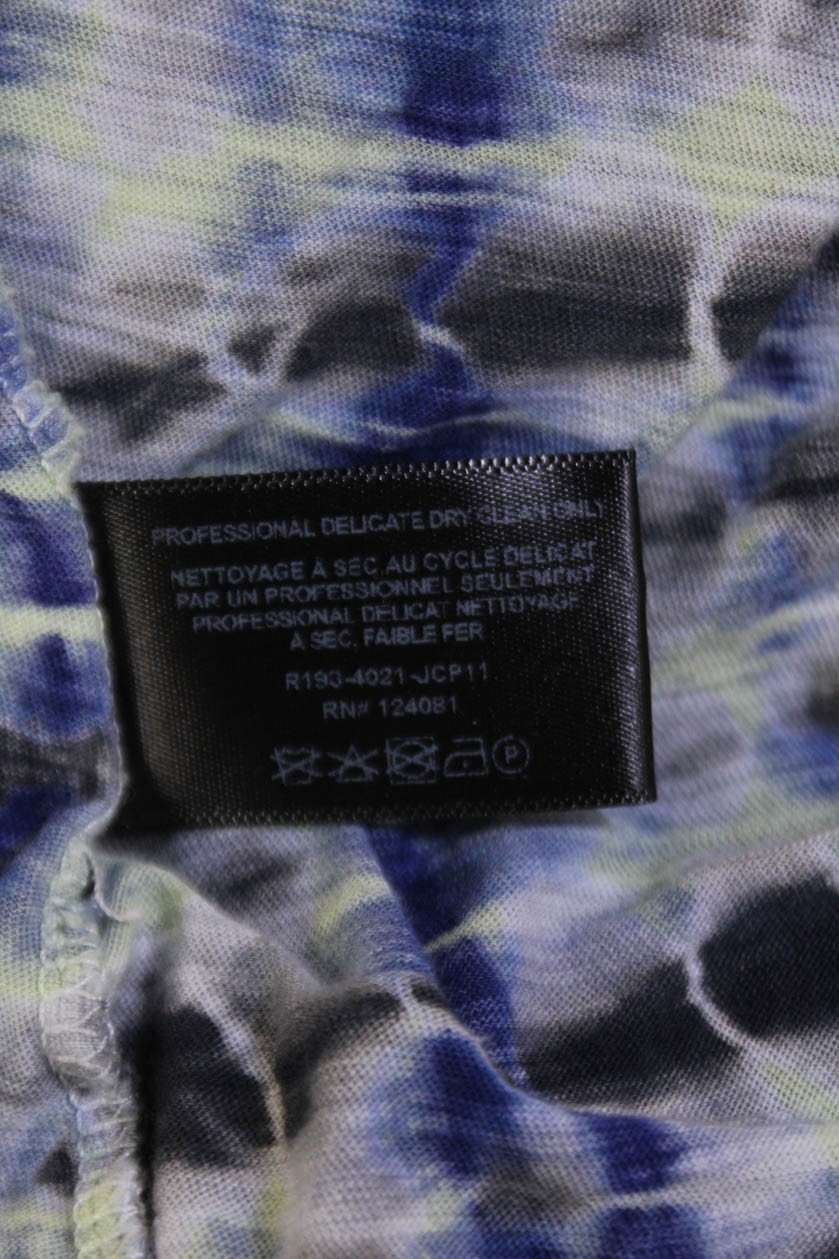 PROFESSIONAL DELICATE DRY CLEAN ONLY
NETTOYAGE À SEC AU CYCLE DELICAT
PAR UN PROFESSIONNEL SEULEMENT
PROFESSIONAL DÉLICAT NETTOYAGE
A SEC, FAIBLE FER
R193-4021-JCP11
RN# 124081
P